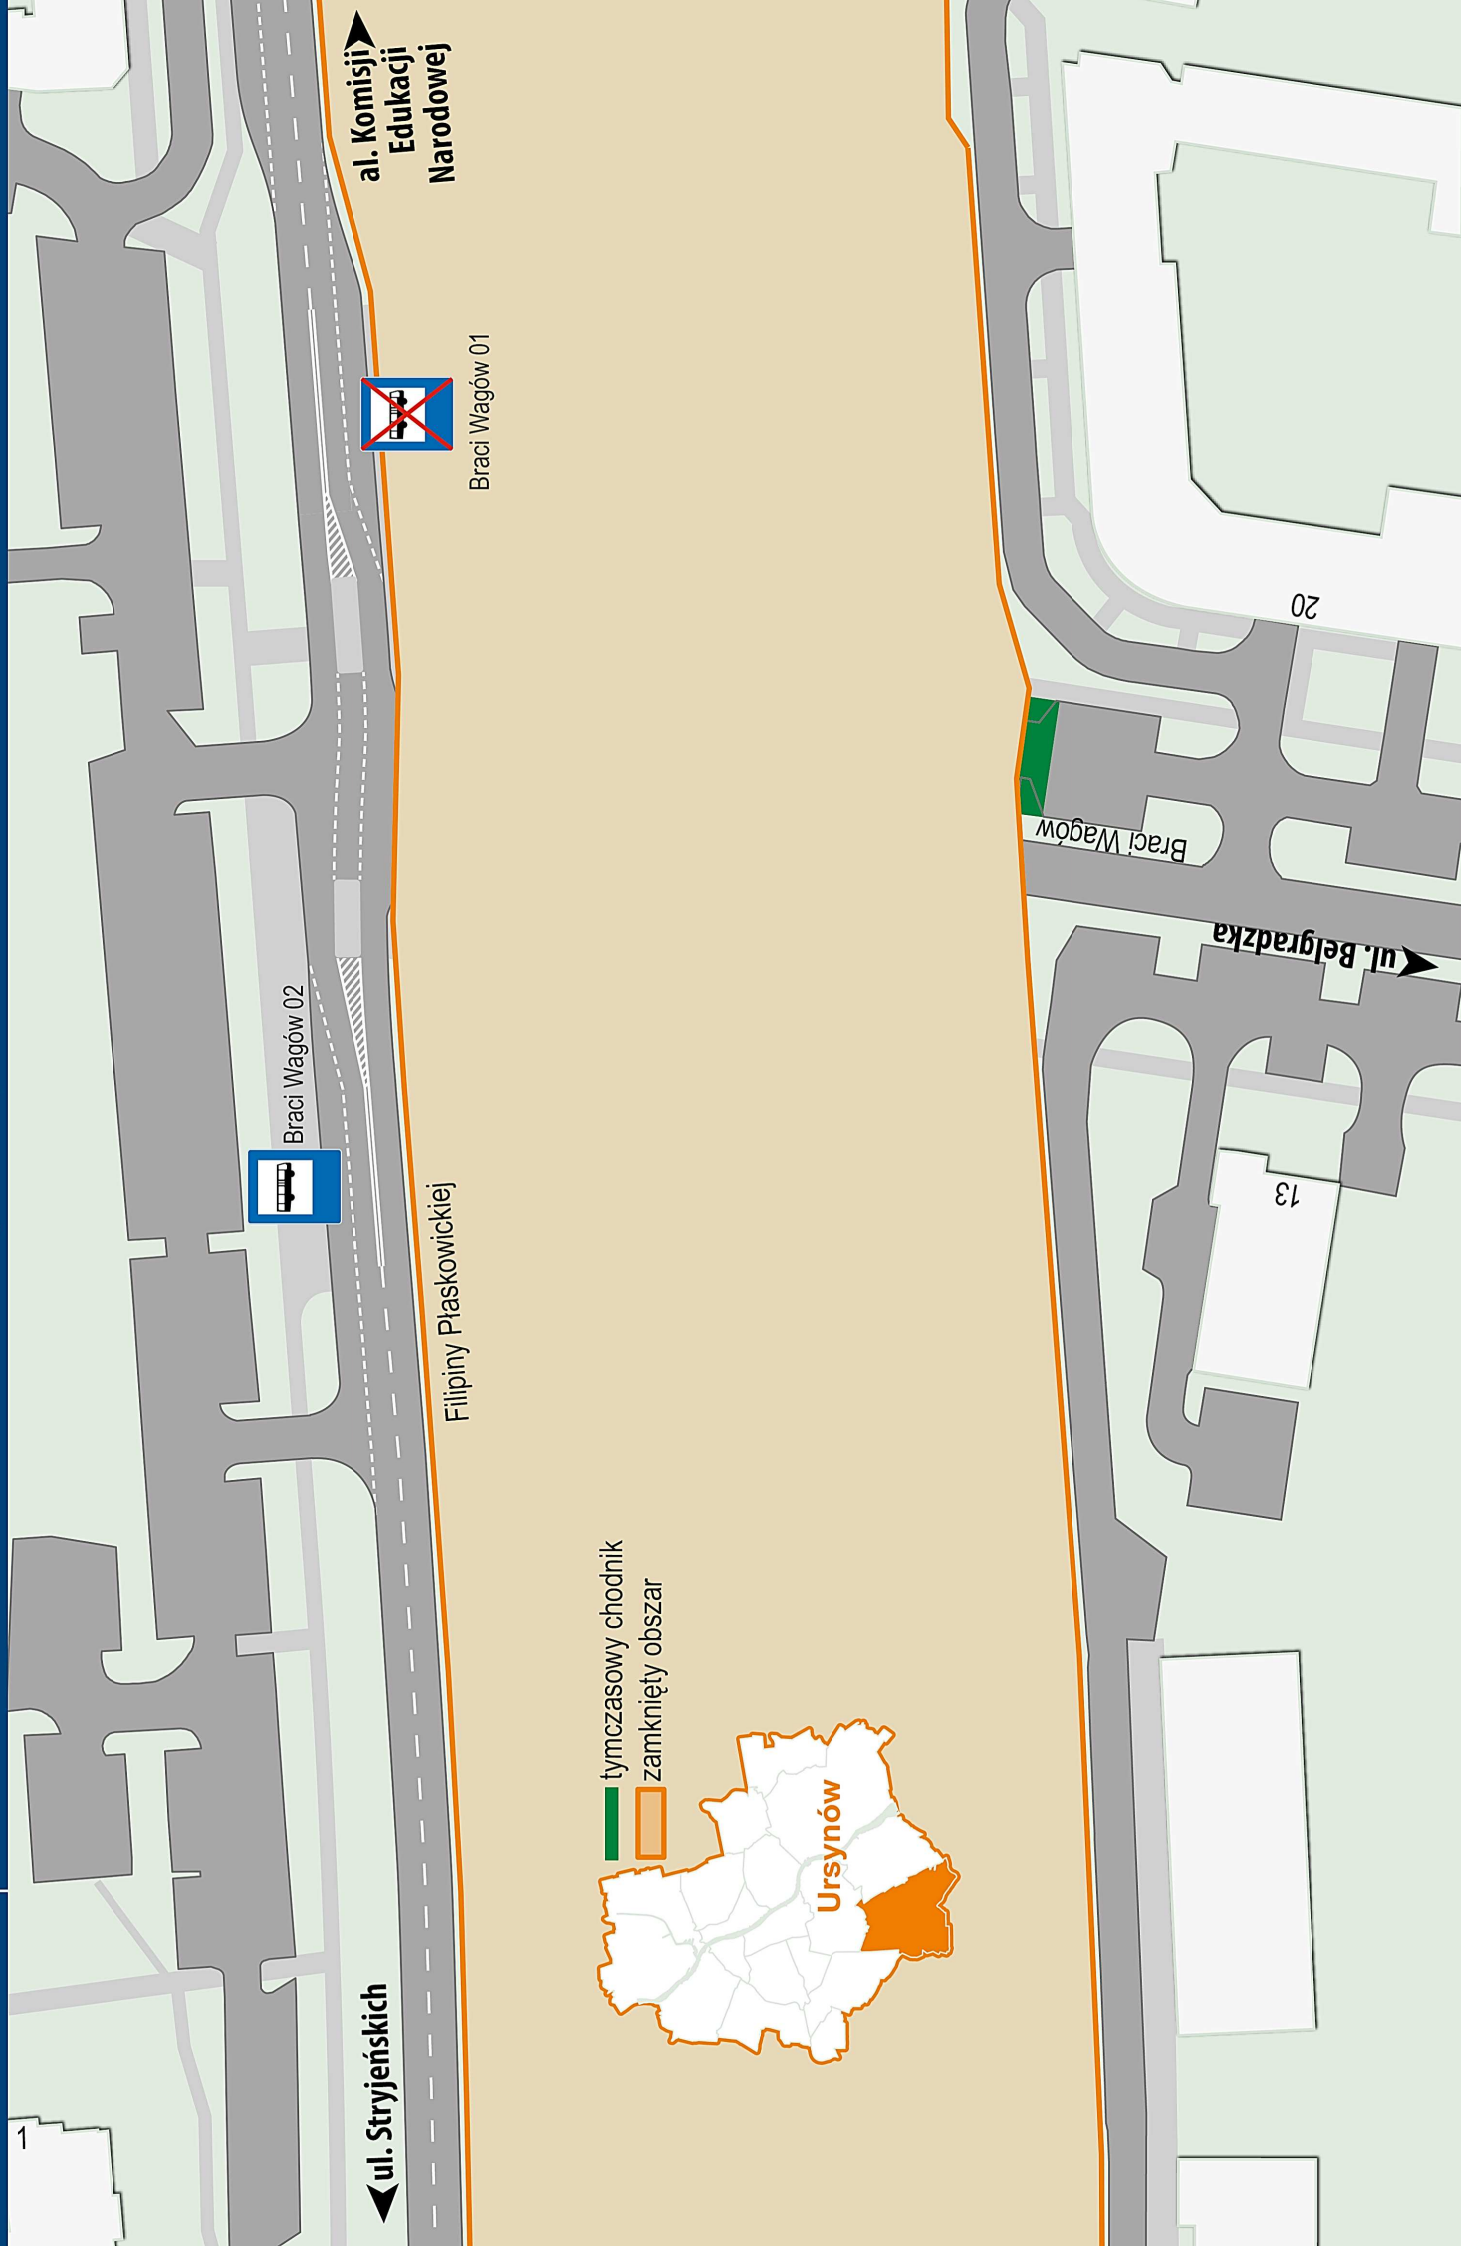 al. Komisji
Edukacji
Narodowej
Braci Wagów 01
Braci Wagów 02
Filipiny Płaskowickiej
ul. Stryjeńskich
1
tymczasowy chodnik
zamknięty obszar
Ursynów
20
Braci Wagów
ul. Belgradzka
13